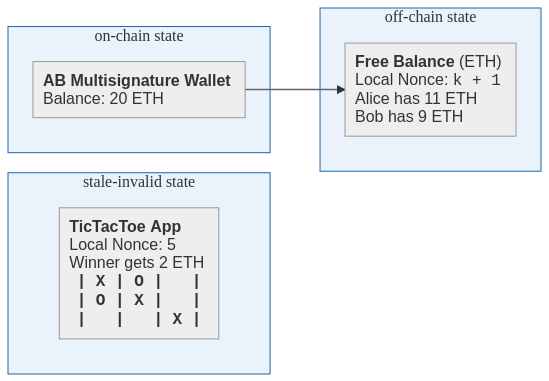 on-chain state
AB Multisignature Wallet
Balance: 20 ETH
off-chain state
Free Balance (ETH)
Local Nonce: k + 1
Alice has 11 ETH
Bob has 9 ETH
stale-invalid state
TicTacToe App
Local Nonce: 5
Winner gets 2 ETH
| X | O |   |
| O | X |   |
|   |   | X |